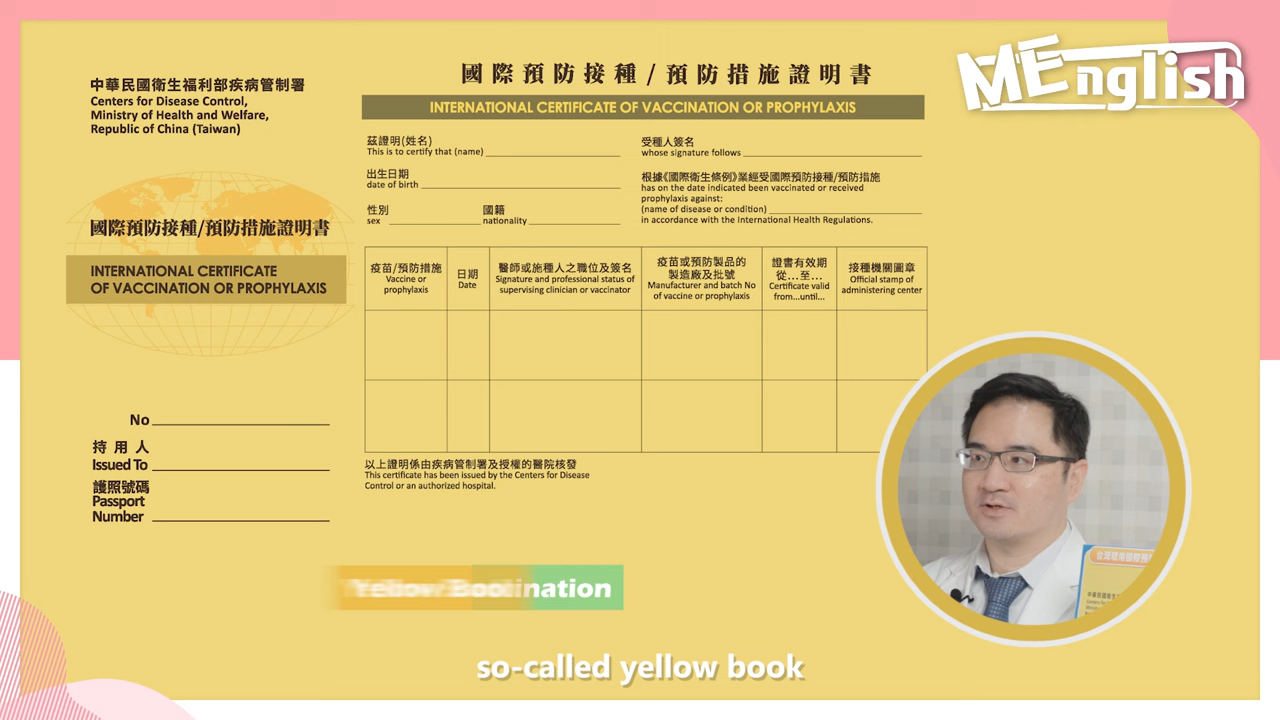 MEnglish
中華民國衛生福利部疾病管制署
Centers for Disease Control,
Ministry of Health and Welfare,
Republic of China (Taiwan)
國際預防接種/預防措施證明書
INTERNATIONAL CERTIFICATE
OF VACCINATION OR PROPHYLAXIS
No
持用人
Issued To
護照號碼
Passport
Number
國際預防接種/預防措施證明書
INTERNATIONAL CERTIFICATE OF VACCINATION OR PROPHYLAXIS
茲證明(姓名)
This is to certify that (name)
出生日期
date of birth
性別
sex
國籍
nationality
受種人簽名
whose signature follows
根據《國際衛生條例》業經受國際預防接種/預防措施
has on the date indicated been vaccinated or received
prophylaxis against:
(name of disease or condition)
in accordance with the International Health Regulations.
疫苗/預防措施
Vaccine or
prophylaxis
日期
Date
醫師或施種人之職位及簽名
Signature and professional status of
supervising clinician or vaccinator
疫苗或預防製品的
製造廠及批號
Manufacturer and batch No
of vaccine or prophylaxis
證書有效期
從...至...
Certificate valid
from...until...
接種機關圖章
Official stamp of
administering center
以上證明係由疾病管制署及授權的醫院核發
This certificate has been issued by the Centers for Disease
Control or an authorized hospital.
so-called yellow book